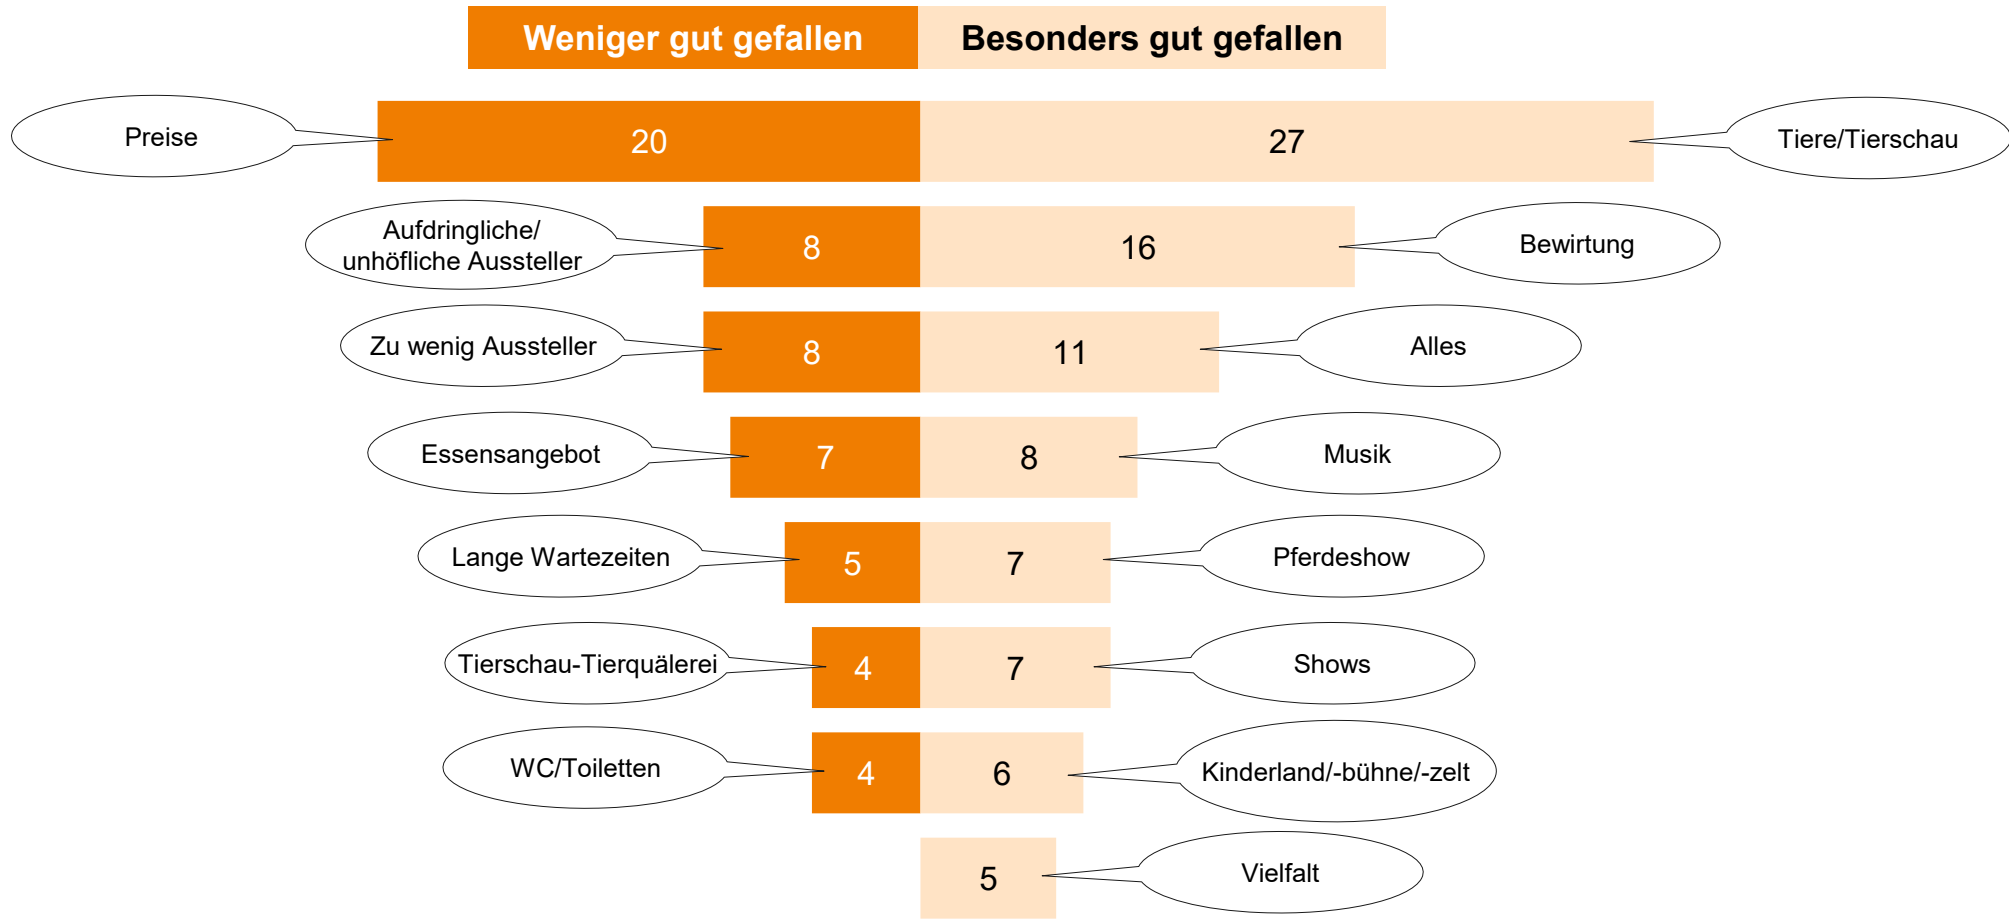 Weniger gut gefallen Besonders gut gefallen
Preise 20 27 Tiere/Tierschau
Aufdringliche/
unhöfliche Aussteller 8 16 Bewirtung
Zu wenig Aussteller 8 11 Alles
Essensangebot 7 8 Musik
Lange Wartezeiten 5 7 Pferdeshow
Tierschau-Tierquälerei 4 7 Shows
WC/Toiletten 4 6 Kinderland/-bühne/-zelt
5 Vielfalt